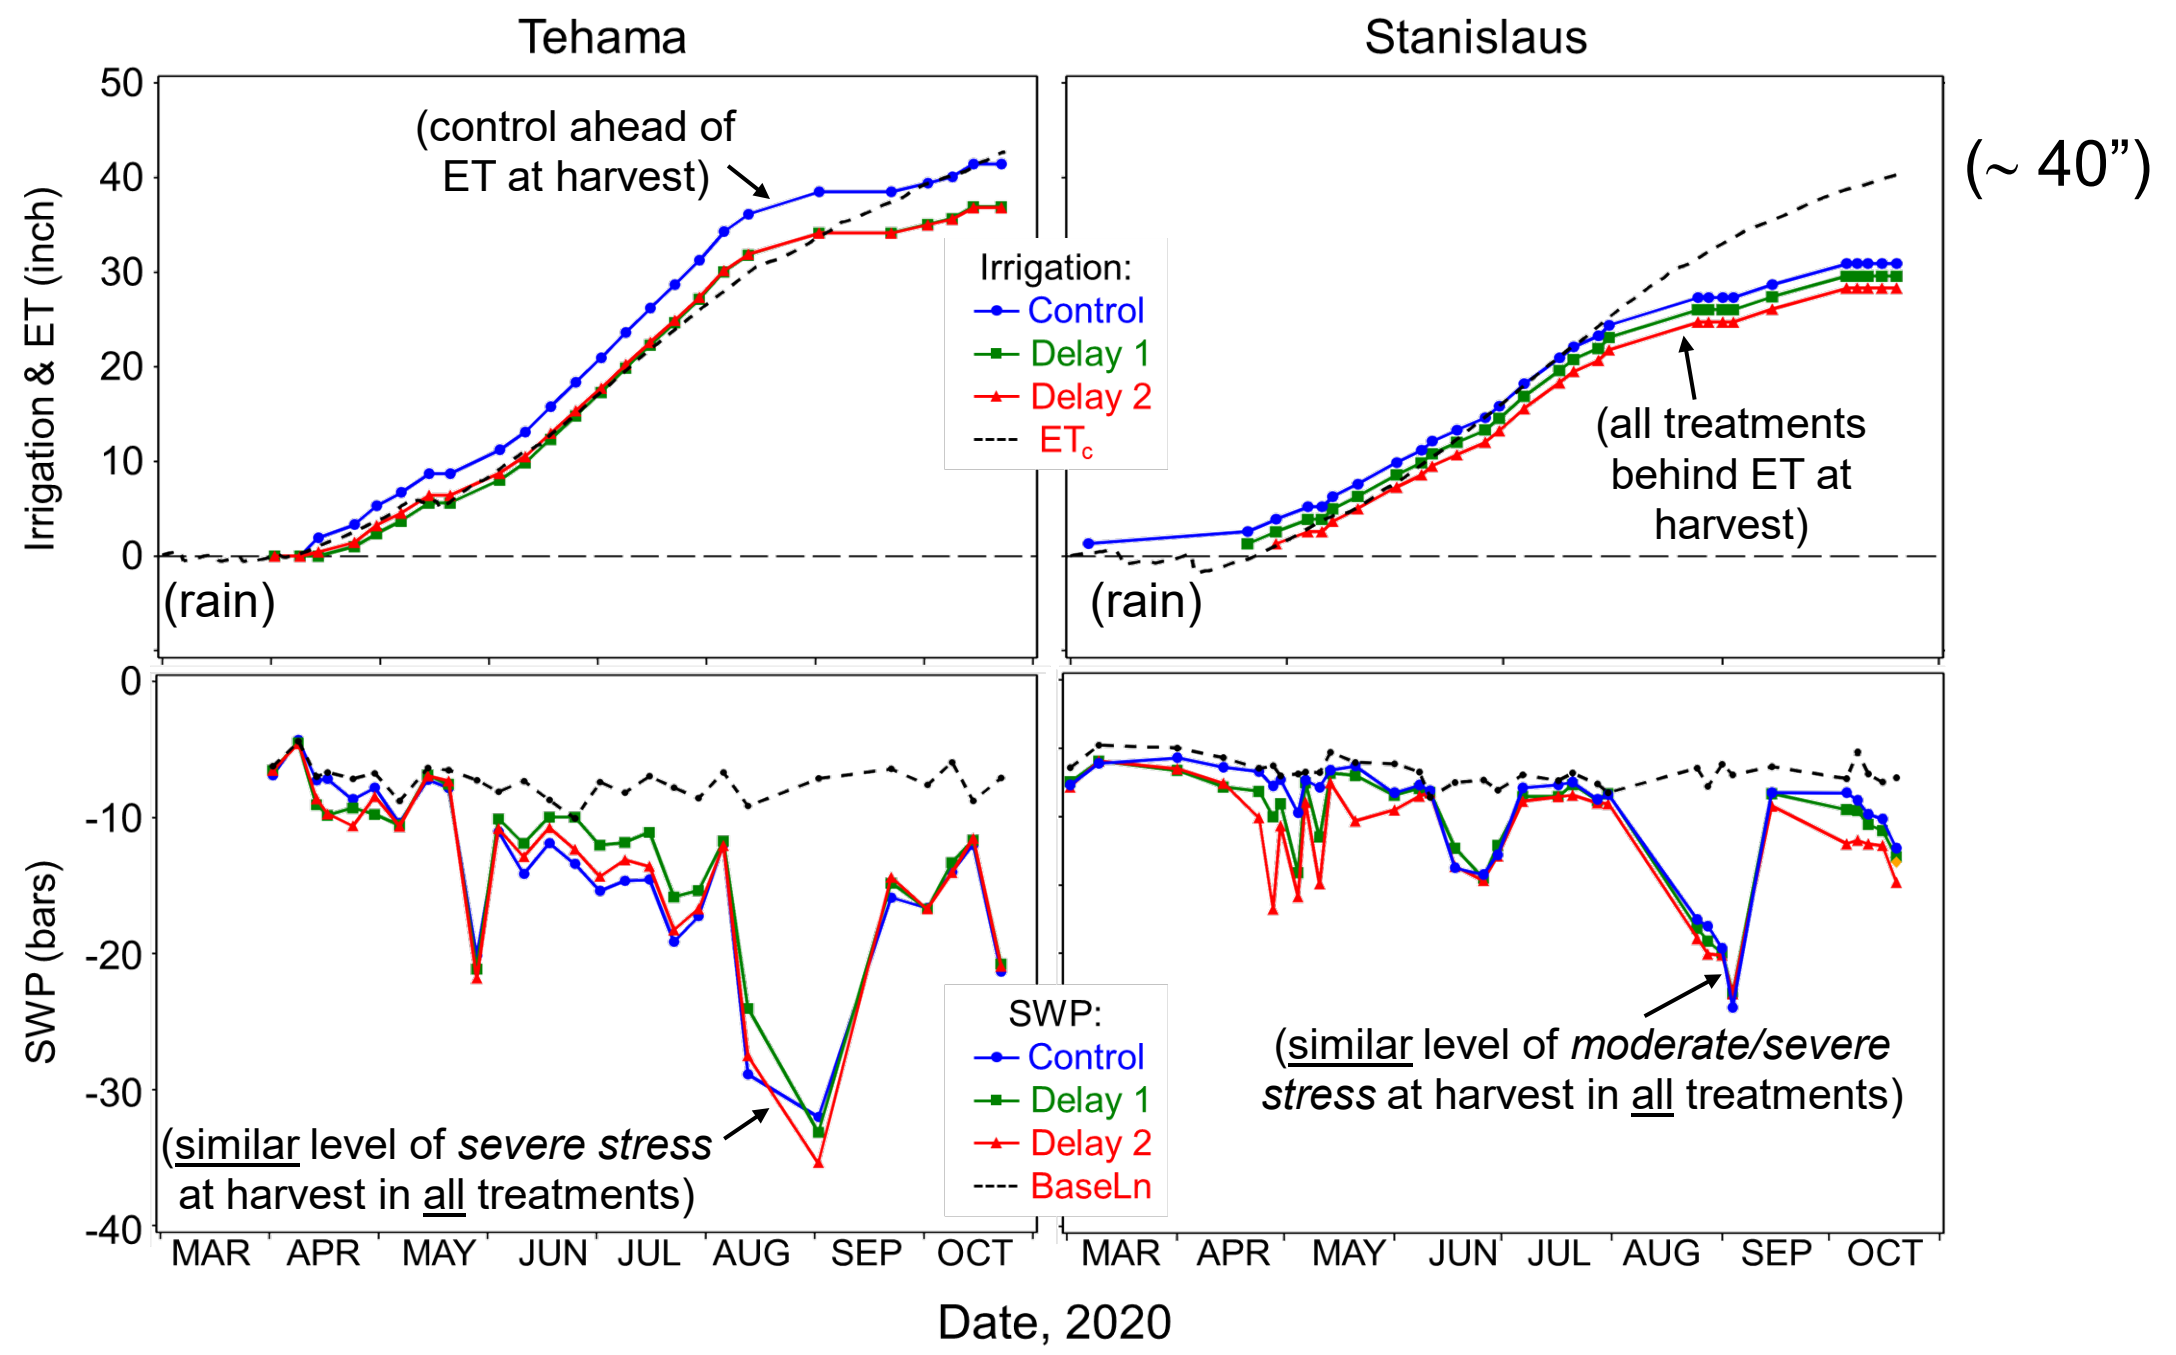 Tehama
Stanislaus
50
40
30
20
10
0
Irrigation & ET (inch)
(control ahead of
ET at harvest)
(rain)
Irrigation:
Control
Delay 1
Delay 2
ETc
(all treatments
behind ET at
harvest)
(rain)
(~ 40”)
0
-10
-20
-30
-40
SWP (bars)
(similar level of severe stress
at harvest in all treatments)
SWP:
Control
Delay 1
Delay 2
BaseLn
(similar level of moderate/severe
stress at harvest in all treatments)
MAR APR MAY JUN JUL AUG SEP OCT
MAR APR MAY JUN JUL AUG SEP OCT
Date, 2020